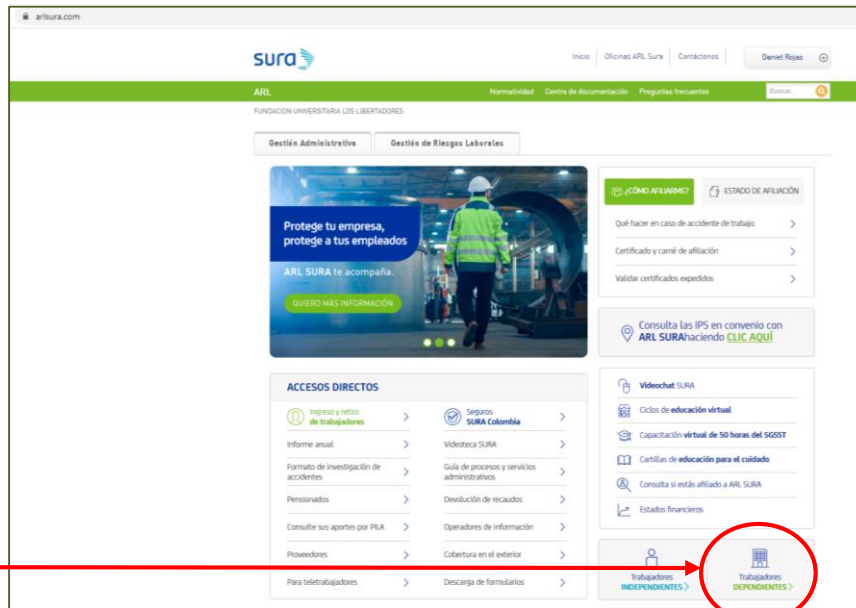 arlsura.com
sura
Inicio
Oficinas ARL Sura
Contáctenos
Daniel Rojas
ARL
Normatividad
Centro de documentación
Preguntas frecuentes
Buscar...
FUNDACION UNIVERSITARIA LOS LIBERTADORES
Gestión Administrativa
Gestión de Riesgos Laborales
Protege tu empresa,
protege a tus empleados
ARL SURA te acompaña.
QUIERO MÁS INFORMACIÓN
¿CÓMO AFILIARME?
ESTADO DE AFILIACIÓN
Qué hacer en caso de accidente de trabajo
Certificado y carné de afiliación
Validar certificados expedidos
Consulta las IPS en convenio con
ARL SURAhaciendo CLIC AQUÍ
ACCESOS DIRECTOS
Ingreso y retiro
de trabajadores
Seguros
SURA Colombia
Informe anual
Videoteca SURA
Formato de investigación de
accidentes
Guía de procesos y servicios
administrativos
Pensionados
Devolución de recaudos
Consulte sus aportes por PILA
Operadores de información
Proveedores
Cobertura en el exterior
Para teletrabajadores
Descarga de formularios
Videochat SURA
Ciclos de educación virtual
Capacitación virtual de 50 horas del SGSST
Cartillas de educación para el cuidado
Consulta si estás afiliado a ARL SURA
Estados financieros
Trabajadores
INDEPENDIENTES
Trabajadores
DEPENDIENTES